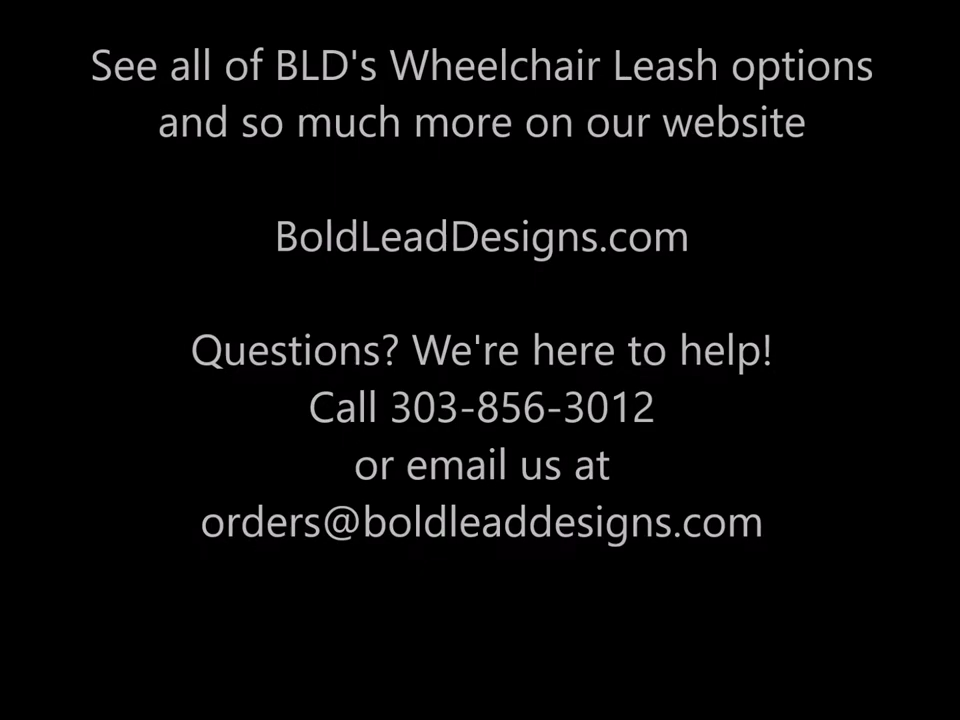 See all of BLD's Wheelchair Leash options
and so much more on our website
BoldLeadDesigns.com
Questions? We're here to help!
Call 303-856-3012
or email us at
orders@boldleaddesigns.com